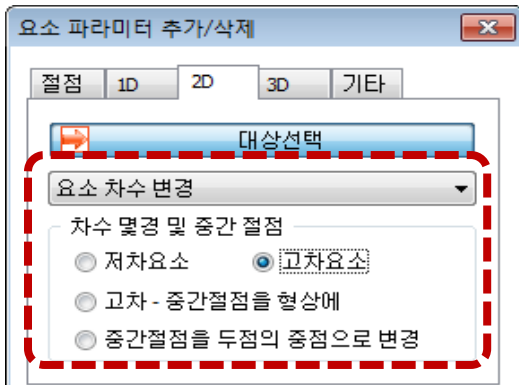 요소 파라미터 추가/삭제
절점 1D 2D 3D 기타
대상선택
요소 차수 변경
차수 몇경 및 중간 절점
저차요소 고차요소
고차 - 중간절점을 형상에
중간절점을 두점의 중점으로 변경